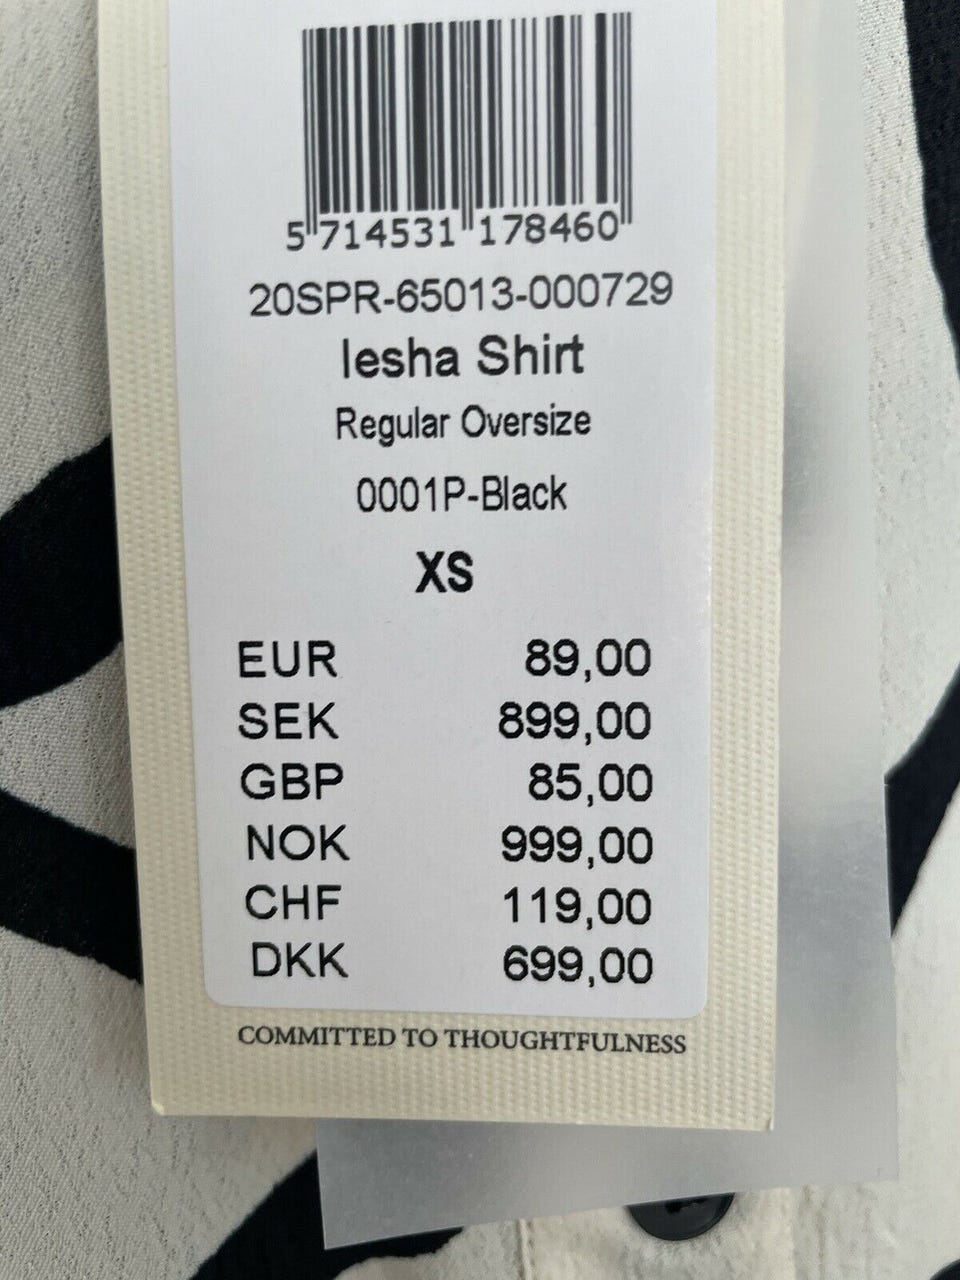 5 714531 178460
20SPR-65013-000729
Iesha Shirt
Regular Oversize
0001P-Black
XS
EUR 89,00
SEK 899,00
GBP 85,00
NOK 999,00
CHF 119,00
DKK 699,00
COMMITTED TO THOUGHTFULNESS